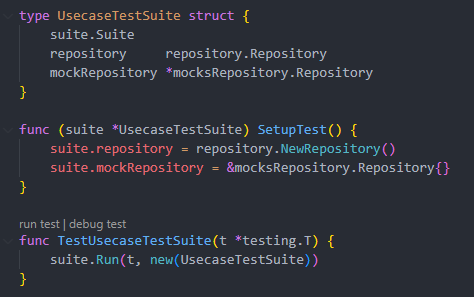 type UsecaseTestSuite struct {
    suite.Suite
    repository     repository.Repository
    mockRepository *mocksRepository.Repository
}

func (suite *UsecaseTestSuite) SetupTest() {
    suite.repository = repository.NewRepository()
    suite.mockRepository = &mocksRepository.Repository{}
}

run test | debug test
func TestUsecaseTestSuite(t *testing.T) {
    suite.Run(t, new(UsecaseTestSuite))
}